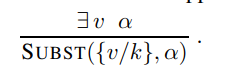 ∃ v α
SUBST({v/k}, α) .